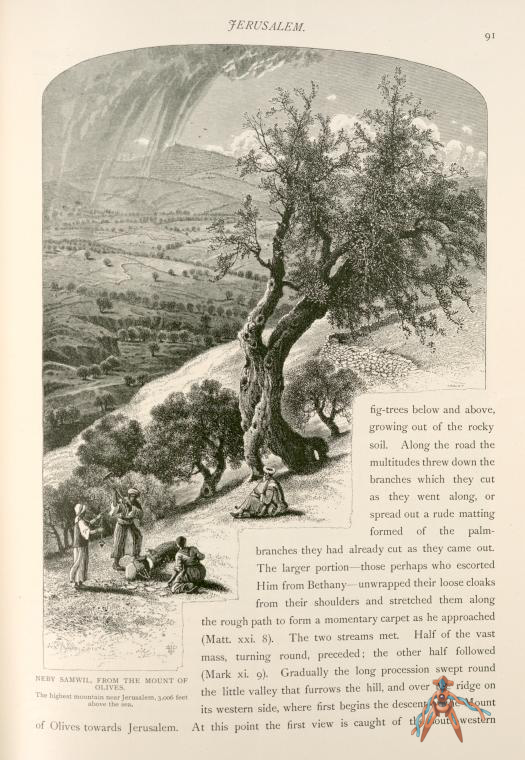 JERUSALEM.
91
fig-trees below and above,
growing out of the rocky
soil. Along the road the
multitudes threw down the
branches which they cut
as they went along, or
spread out a rude matting
formed of the palm-
branches they had already cut as they came out.
The larger portion—those perhaps who escorted
Him from Bethany—unwrapped their loose cloaks
from their shoulders and stretched them along
the rough path to form a momentary carpet as he approached
(Matt. xxi. 8). The two streams met. Half of the vast
mass, turning round, preceded; the other half followed
(Mark xi. 9). Gradually the long procession swept round
the little valley that furrows the hill, and over ridge on
its western side, where first begins the descent Mount
of Olives towards Jerusalem. At this point the first view is caught of western
NEBY SAMWIL, FROM THE MOUNT OF
OLIVES.
The highest mountain near Jerusalem, 3,006 feet
above the sea.